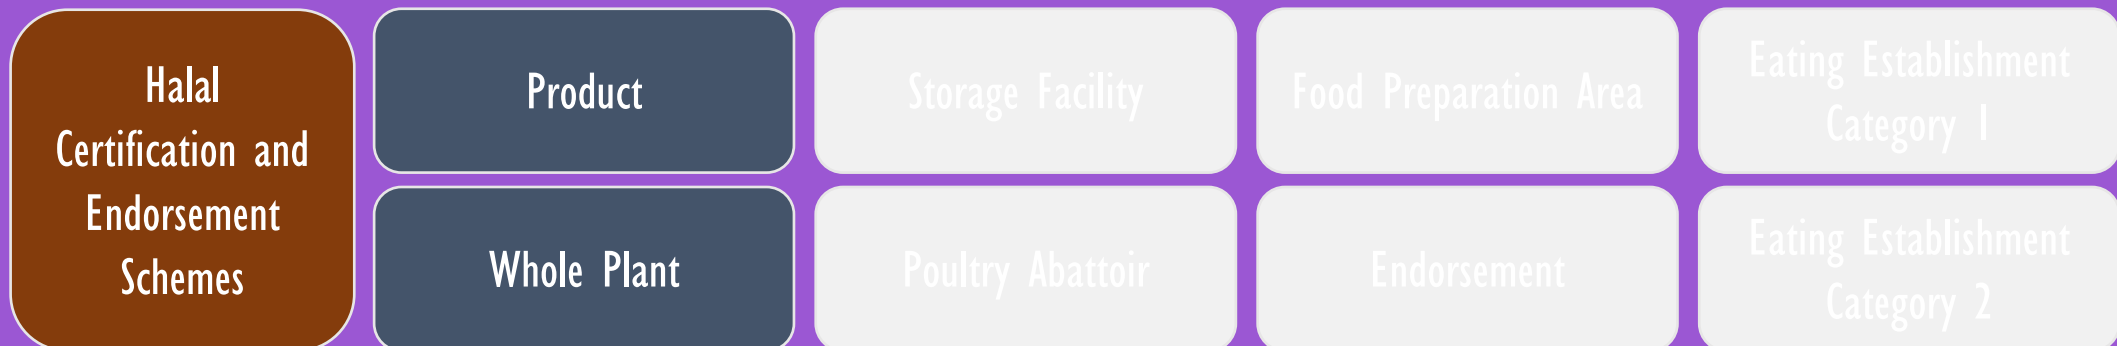 Halal
Certification and
Endorsement
Schemes
Product
Storage Facility
Food Preparation Area
Eating Establishment
Category 1
Whole Plant
Poultry Abattoir
Endorsement
Eating Establishment
Category 2